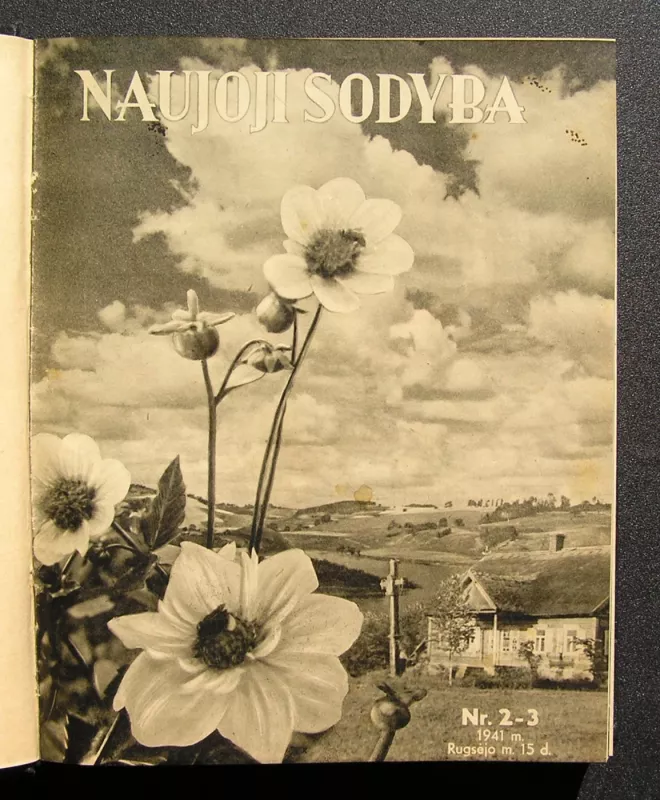 NAUJOJI SODYBA
Nr. 2-3
1941 m.
Rugsėjo m. 15 d.